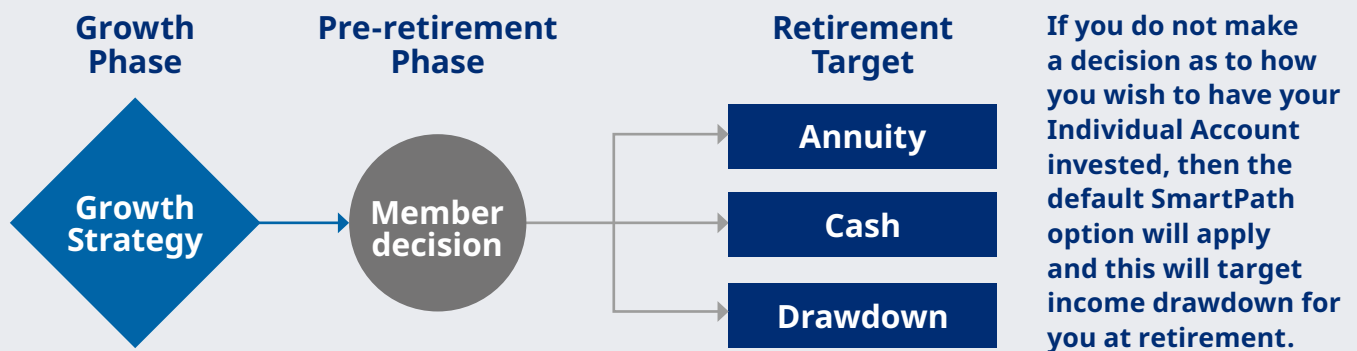 Growth
Phase
Pre-retirement
Phase
Retirement
Target
Growth
Strategy
Member
decision
Annuity
Cash
Drawdown
If you do not make
a decision as to how
you wish to have your
Individual Account
invested, then the
default SmartPath
option will apply
and this will target
income drawdown for
you at retirement.